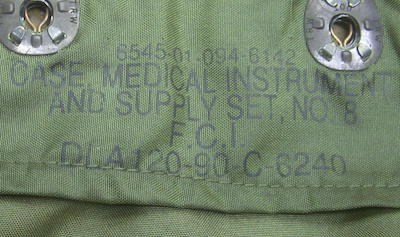 6545-01-094-6142
CASE, MEDICAL INSTRUMENT
AND SUPPLY SET, NO. 8
F.C.I.
DLA120-90 C-6240